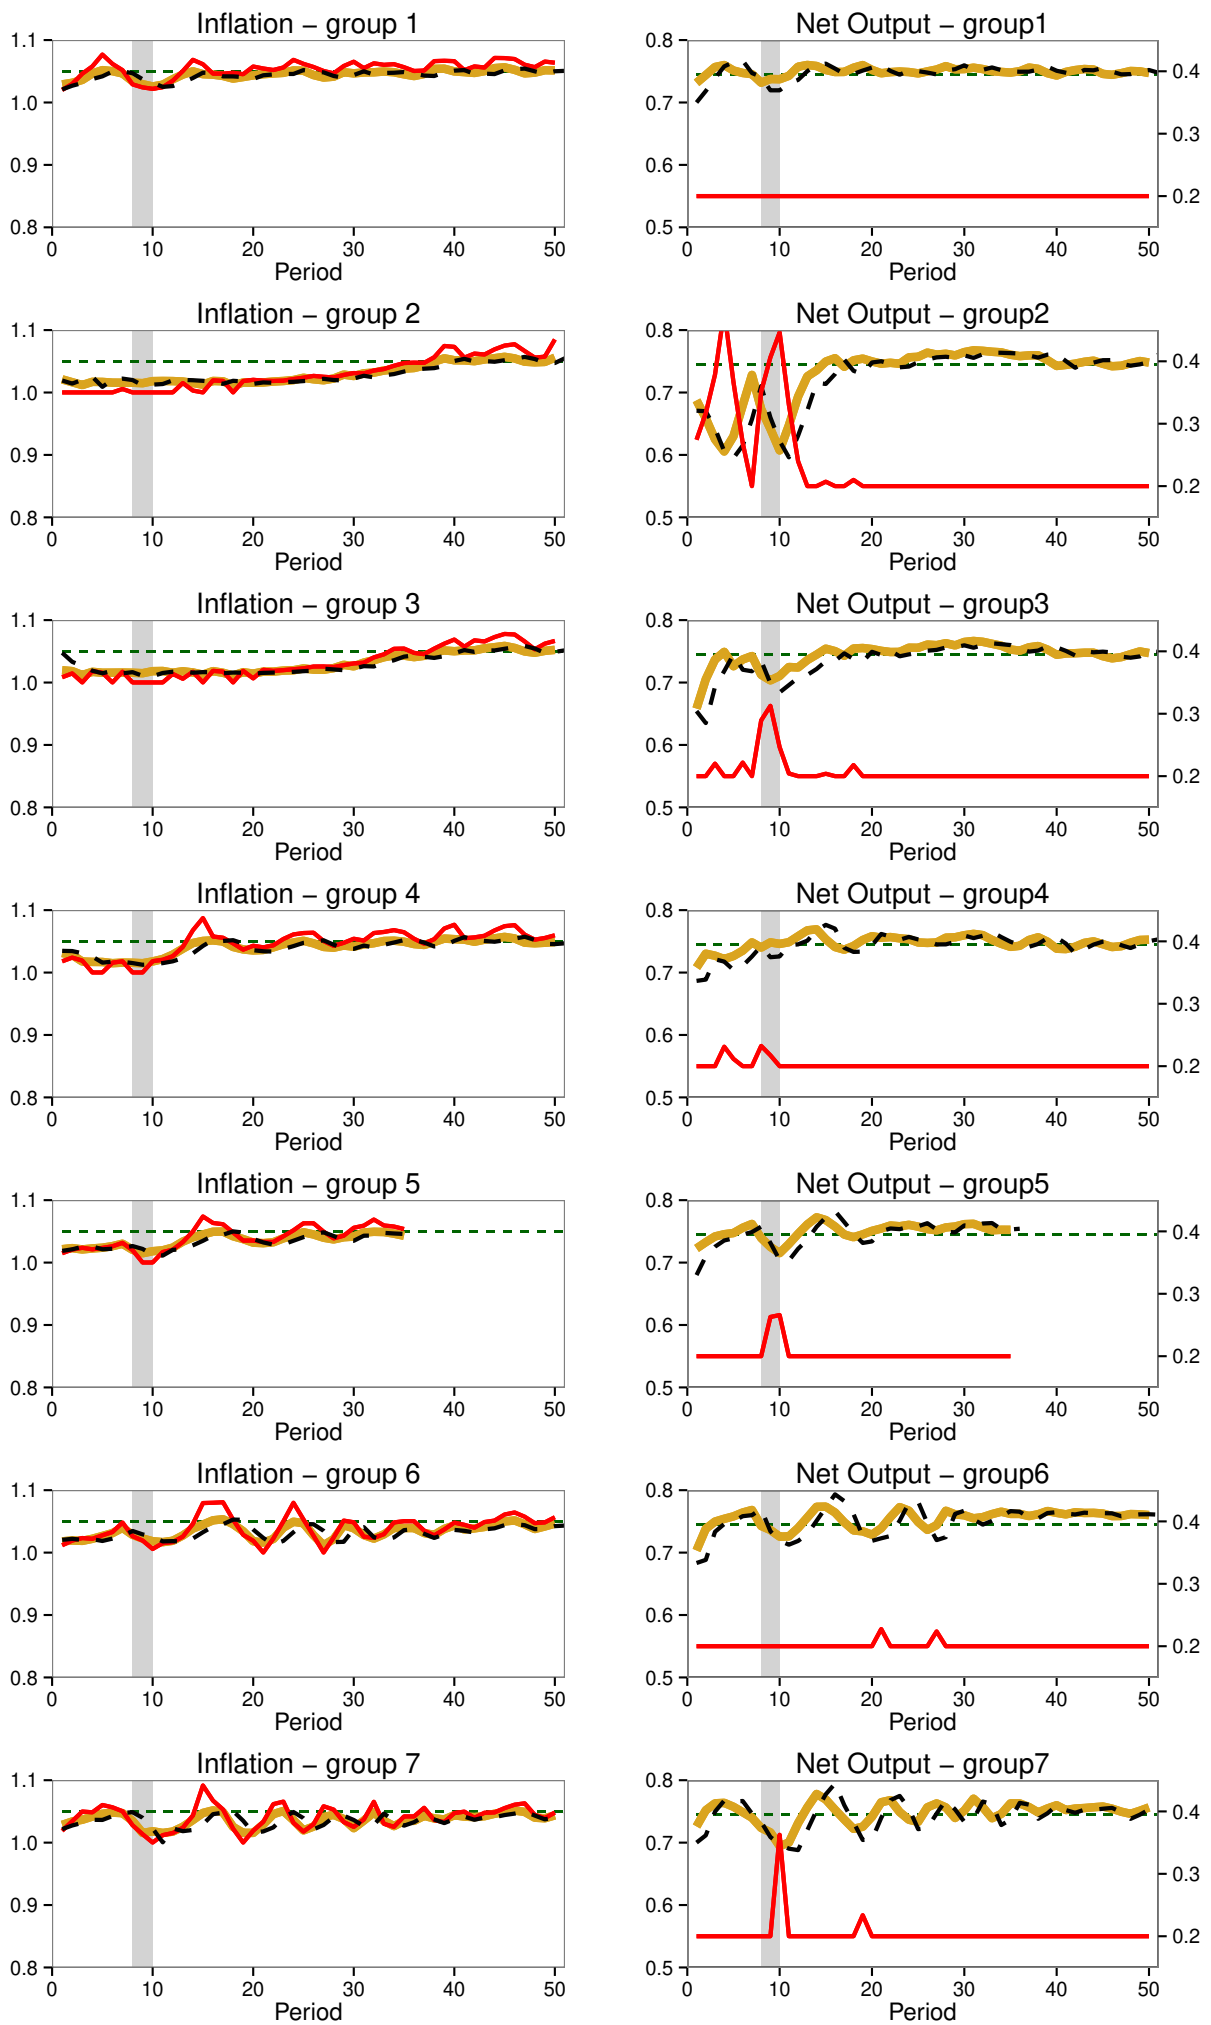 Inflation − group 1
1.1
1.0
0.9
0.8
0 10 20 30 40 50
Period
Net Output − group1
0.8
0.7
0.6
0.5
0.4
0.3
0.2
0 10 20 30 40 50
Period
Inflation − group 2
1.1
1.0
0.9
0.8
0 10 20 30 40 50
Period
Net Output − group2
0.8
0.7
0.6
0.5
0.4
0.3
0.2
0 10 20 30 40 50
Period
Inflation − group 3
1.1
1.0
0.9
0.8
0 10 20 30 40 50
Period
Net Output − group3
0.8
0.7
0.6
0.5
0.4
0.3
0.2
0 10 20 30 40 50
Period
Inflation − group 4
1.1
1.0
0.9
0.8
0 10 20 30 40 50
Period
Net Output − group4
0.8
0.7
0.6
0.5
0.4
0.3
0.2
0 10 20 30 40 50
Period
Inflation − group 5
1.1
1.0
0.9
0.8
0 10 20 30 40 50
Period
Net Output − group5
0.8
0.7
0.6
0.5
0.4
0.3
0.2
0 10 20 30 40 50
Period
Inflation − group 6
1.1
1.0
0.9
0.8
0 10 20 30 40 50
Period
Net Output − group6
0.8
0.7
0.6
0.5
0.4
0.3
0.2
0 10 20 30 40 50
Period
Inflation − group 7
1.1
1.0
0.9
0.8
0 10 20 30 40 50
Period
Net Output − group7
0.8
0.7
0.6
0.5
0.4
0.3
0.2
0 10 20 30 40 50
Period